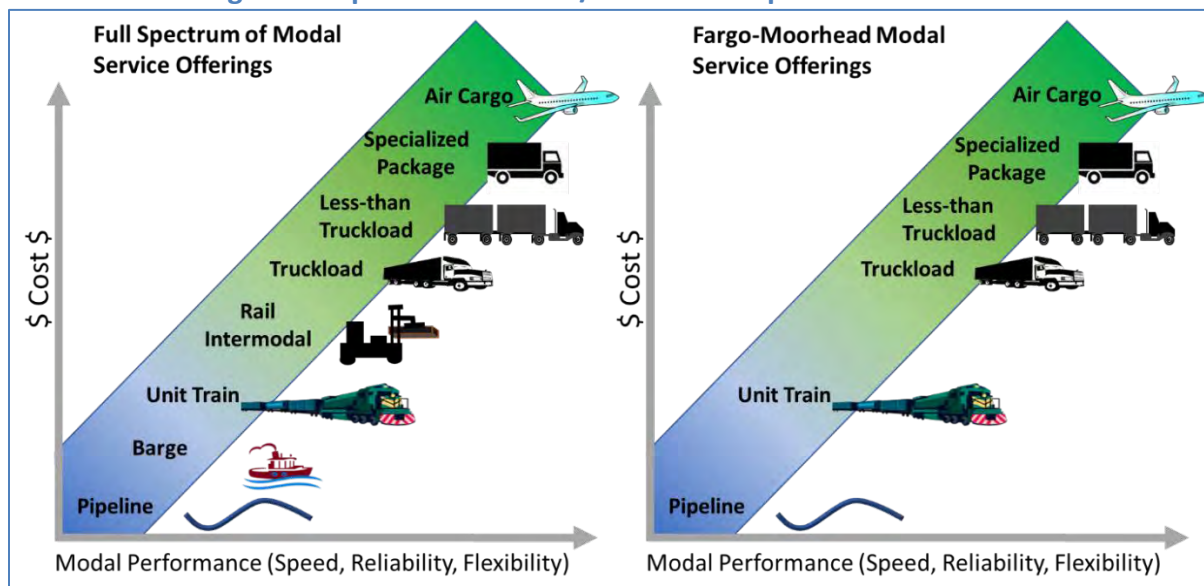 Full Spectrum of Modal
Service Offerings
Air Cargo
Specialized
Package
Less-than
Truckload
Truckload
Rail
Intermodal
Unit Train
Barge
Pipeline
$ Cost $
Modal Performance (Speed, Reliability, Flexibility)
Fargo-Moorhead Modal
Service Offerings
Air Cargo
Specialized
Package
Less-than
Truckload
Truckload
Unit Train
Pipeline
$ Cost $
Modal Performance (Speed, Reliability, Flexibility)